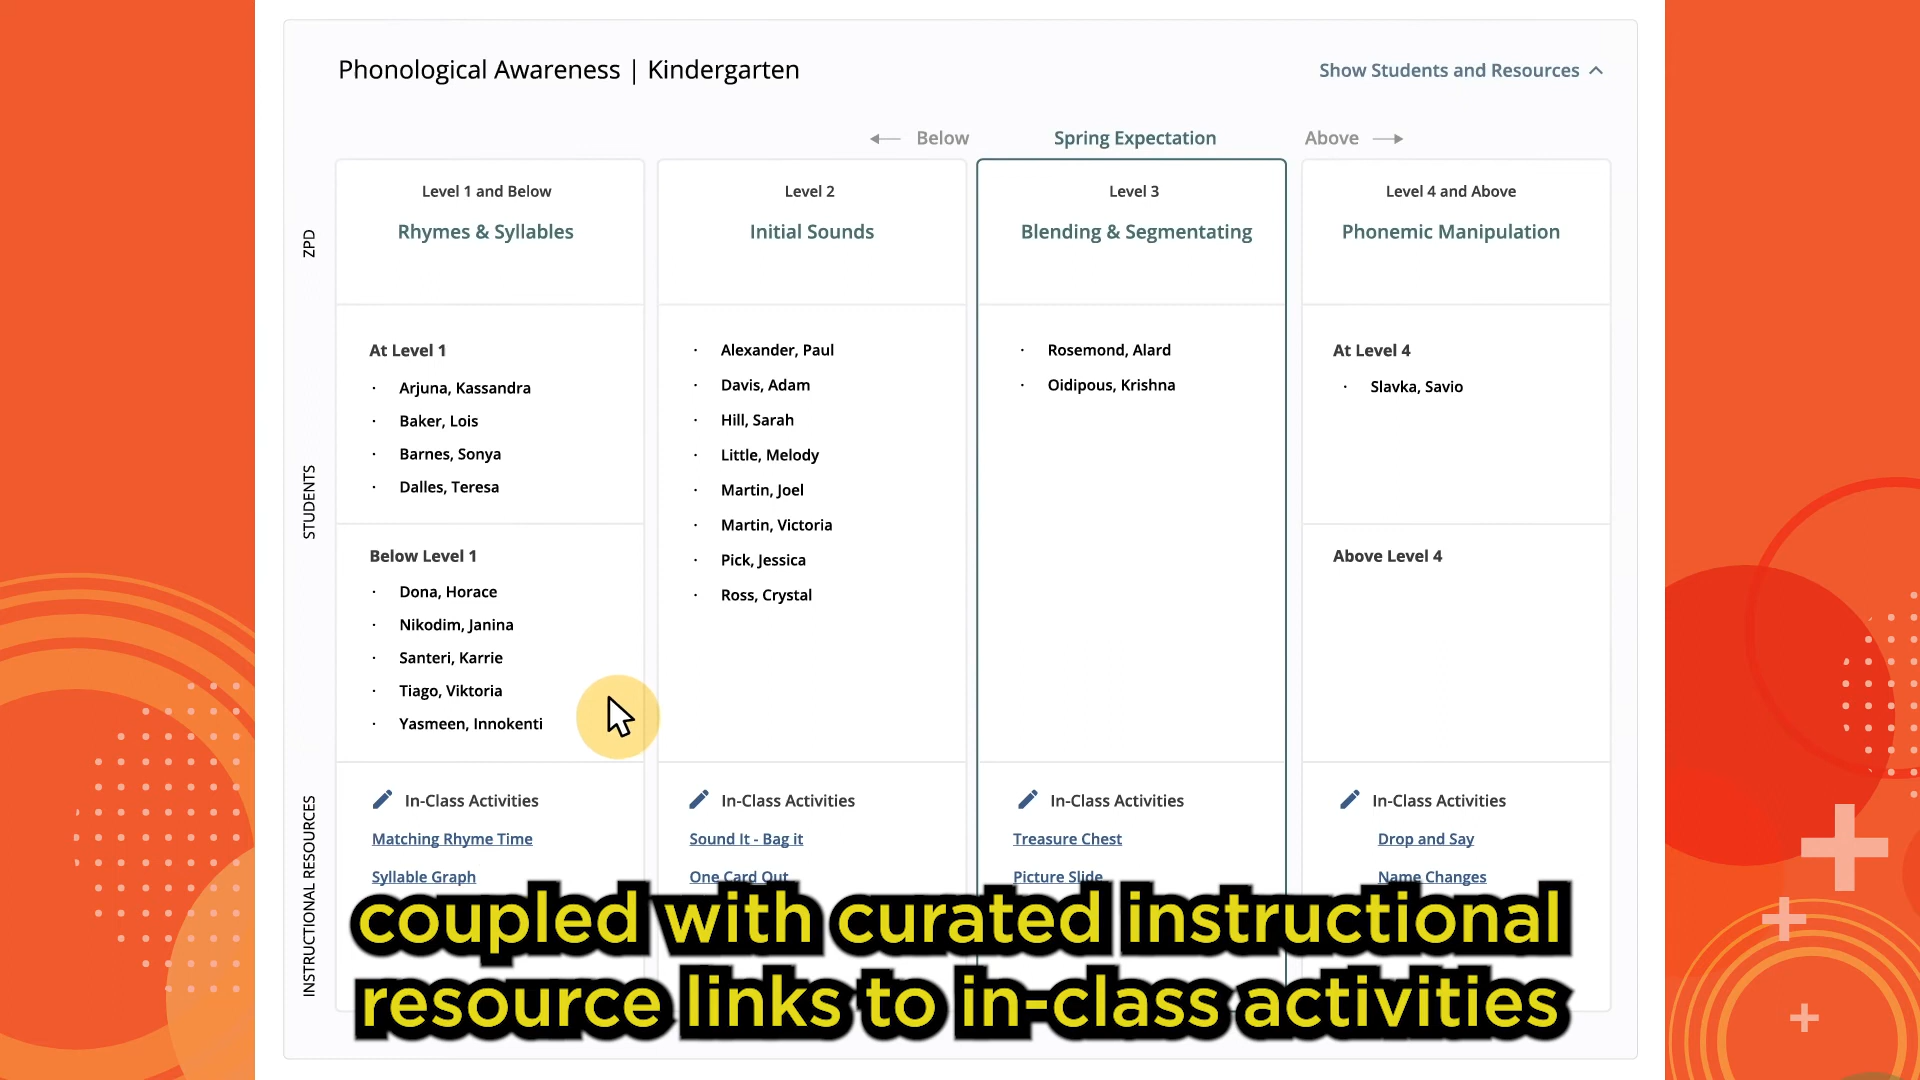 Phonological Awareness | Kindergarten
Show Students and Resources
Below
Spring Expectation
Above
ZPD
Level 1 and Below
Rhymes & Syllables
Level 2
Initial Sounds
Level 3
Blending & Segmentating
Level 4 and Above
Phonemic Manipulation
STUDENTS
At Level 1
· Arjuna, Kassandra
· Baker, Lois
· Barnes, Sonya
· Dalles, Teresa
Below Level 1
· Dona, Horace
· Nikodim, Janina
· Santeri, Karrie
· Tiago, Viktoria
· Yasmeen, Innokenti
· Alexander, Paul
· Davis, Adam
· Hill, Sarah
· Little, Melody
· Martin, Joel
· Martin, Victoria
· Pick, Jessica
· Ross, Crystal
· Rosemond, Alard
· Oidipous, Krishna
At Level 4
· Slavka, Savio
Above Level 4
INSTRUCTIONAL RESOURCES
In-Class Activities
Matching Rhyme Time
Syllable Graph
In-Class Activities
Sound It - Bag it
One Card Out
In-Class Activities
Treasure Chest
Picture Slide
In-Class Activities
Drop and Say
Name Changes
coupled with curated instructional
resource links to in-class activities